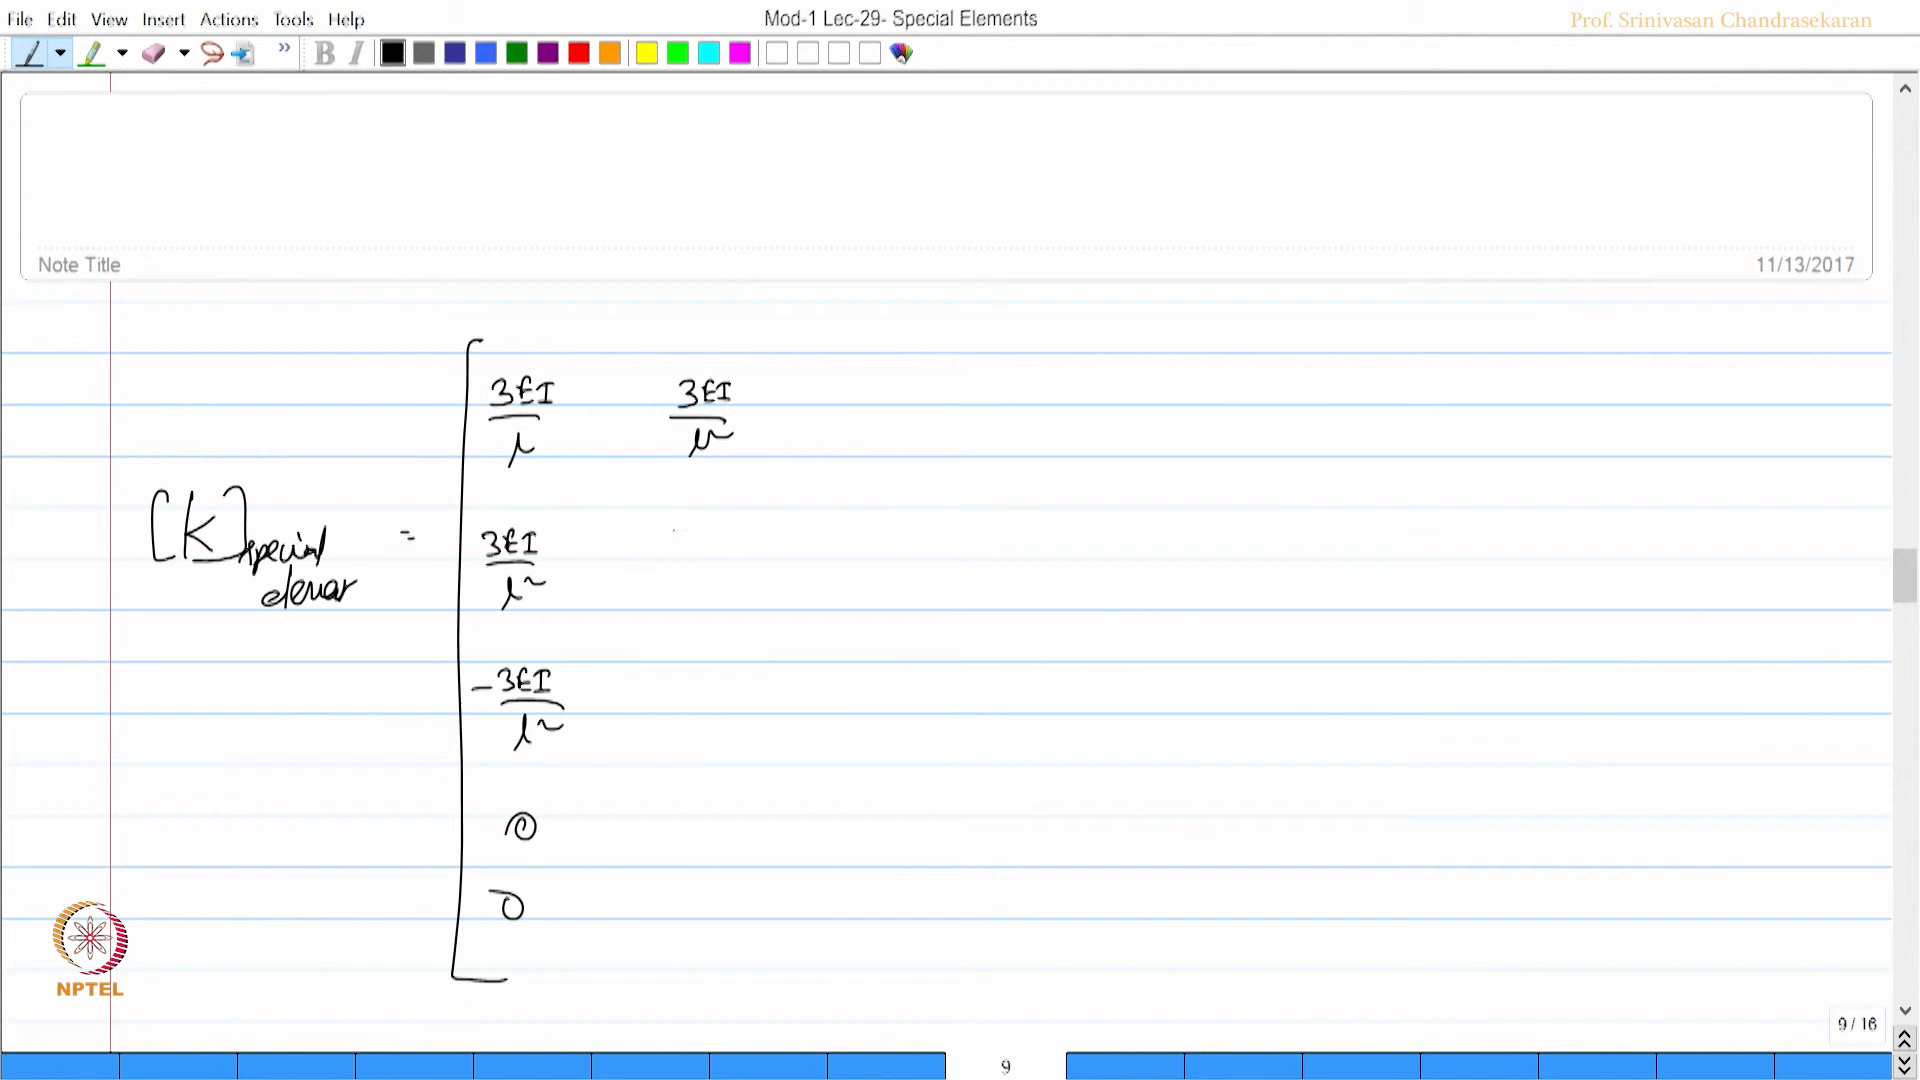 File Edit View Insert Actions Tools Help
Mod-1 Lec-29- Special Elements
Prof. Srinivasan Chandrasekaran
B I
Note Title
11/13/2017
[K] special =
3EI/l 3EI/l²
3EI/l²
-3EI/l²
0
0
NPTEL
9 / 16
9